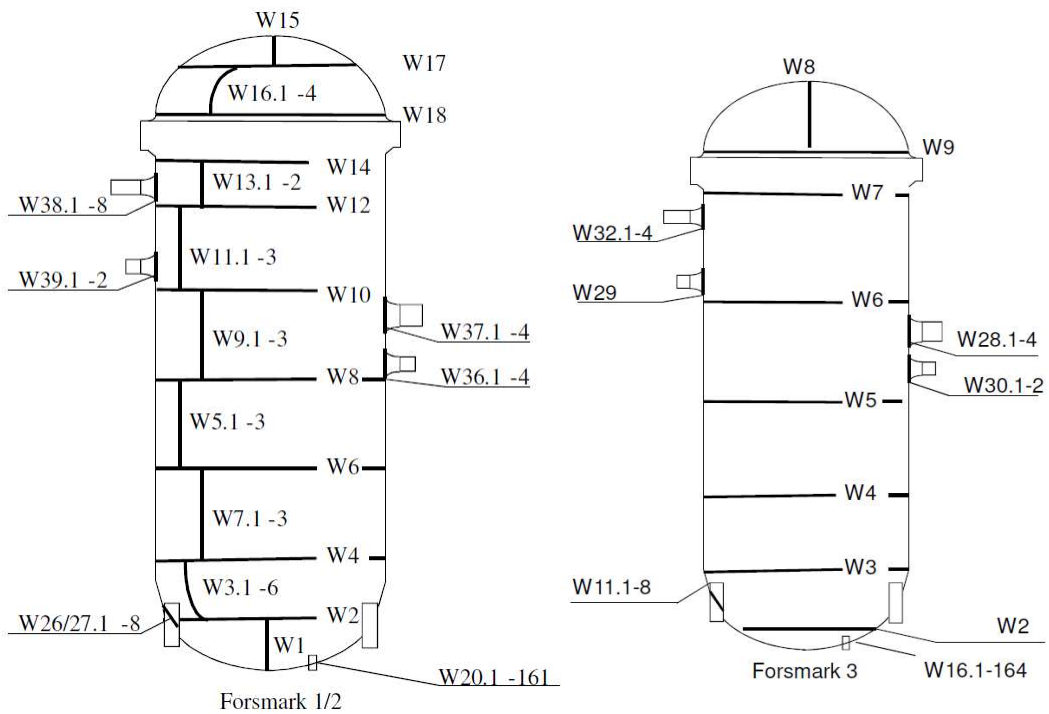 W15
W17
W16.1 -4
W18
W14
W13.1 -2
W38.1 -8
W12
W11.1 -3
W39.1 -2
W10
W37.1 -4
W9.1 -3
W8
W36.1 -4
W5.1 -3
W6
W7.1 -3
W4
W3.1 -6
W26/27.1 -8
W2
W1
W20.1 -161
Forsmark 1/2
W8
W9
W7
W32.1-4
W29
W6
W28.1-4
W30.1-2
W5
W4
W3
W11.1-8
W2
W16.1-164
Forsmark 3